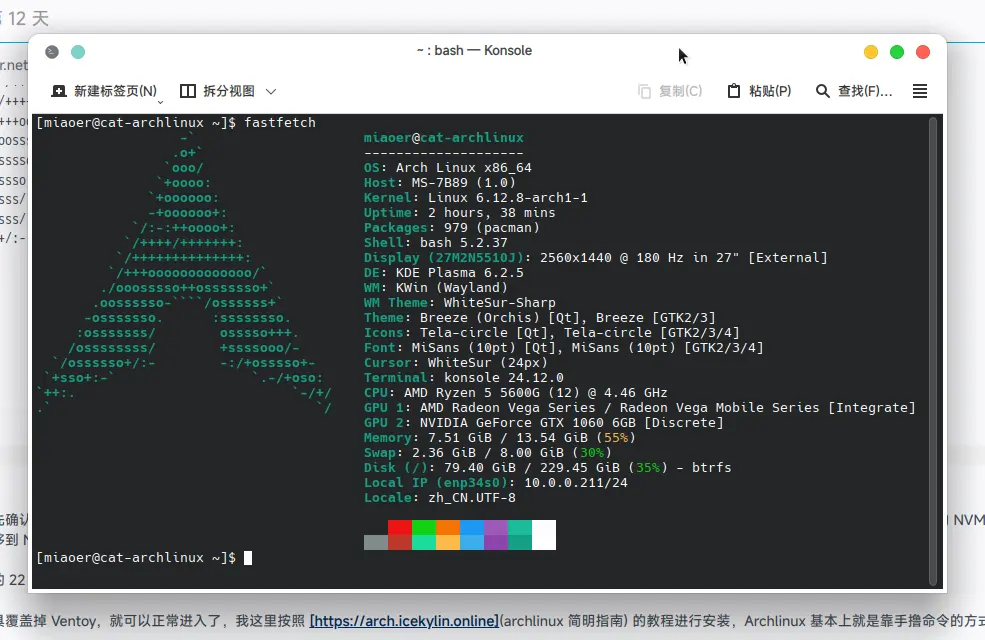 12 天
~ : bash — Konsole
新建标签页(N) 拆分视图 复制(C) 粘贴(P) 查找(F)...
[miaoer@cat-archlinux ~]$ fastfetch
miaoer@cat-archlinux
--------------------
OS: Arch Linux x86_64
Host: MS-7B89 (1.0)
Kernel: Linux 6.12.8-arch1-1
Uptime: 2 hours, 38 mins
Packages: 979 (pacman)
Shell: bash 5.2.37
Display (27M2N5510J): 2560x1440 @ 180 Hz in 27" [External]
DE: KDE Plasma 6.2.5
WM: KWin (Wayland)
WM Theme: WhiteSur-Sharp
Theme: Breeze (Orchis) [Qt], Breeze [GTK2/3]
Icons: Tela-circle [Qt], Tela-circle [GTK2/3/4]
Font: MiSans (10pt) [Qt], MiSans (10pt) [GTK2/3/4]
Cursor: WhiteSur (24px)
Terminal: konsole 24.12.0
CPU: AMD Ryzen 5 5600G (12) @ 4.46 GHz
GPU 1: AMD Radeon Vega Series / Radeon Vega Mobile Series [Integrate]
GPU 2: NVIDIA GeForce GTX 1060 6GB [Discrete]
Memory: 7.51 GiB / 13.54 GiB (55%)
Swap: 2.36 GiB / 8.00 GiB (30%)
Disk (/): 79.40 GiB / 229.45 GiB (35%) - btrfs
Local IP (enp34s0): 10.0.0.211/24
Locale: zh_CN.UTF-8
[miaoer@cat-archlinux ~]$
先确认
NVM
的 22
具覆盖掉 Ventoy，就可以正常进入了，我这里按照 [https://arch.icekylin.online](archlinux 简明指南) 的教程进行安装，Archlinux 基本上就是靠手撸命令的方式